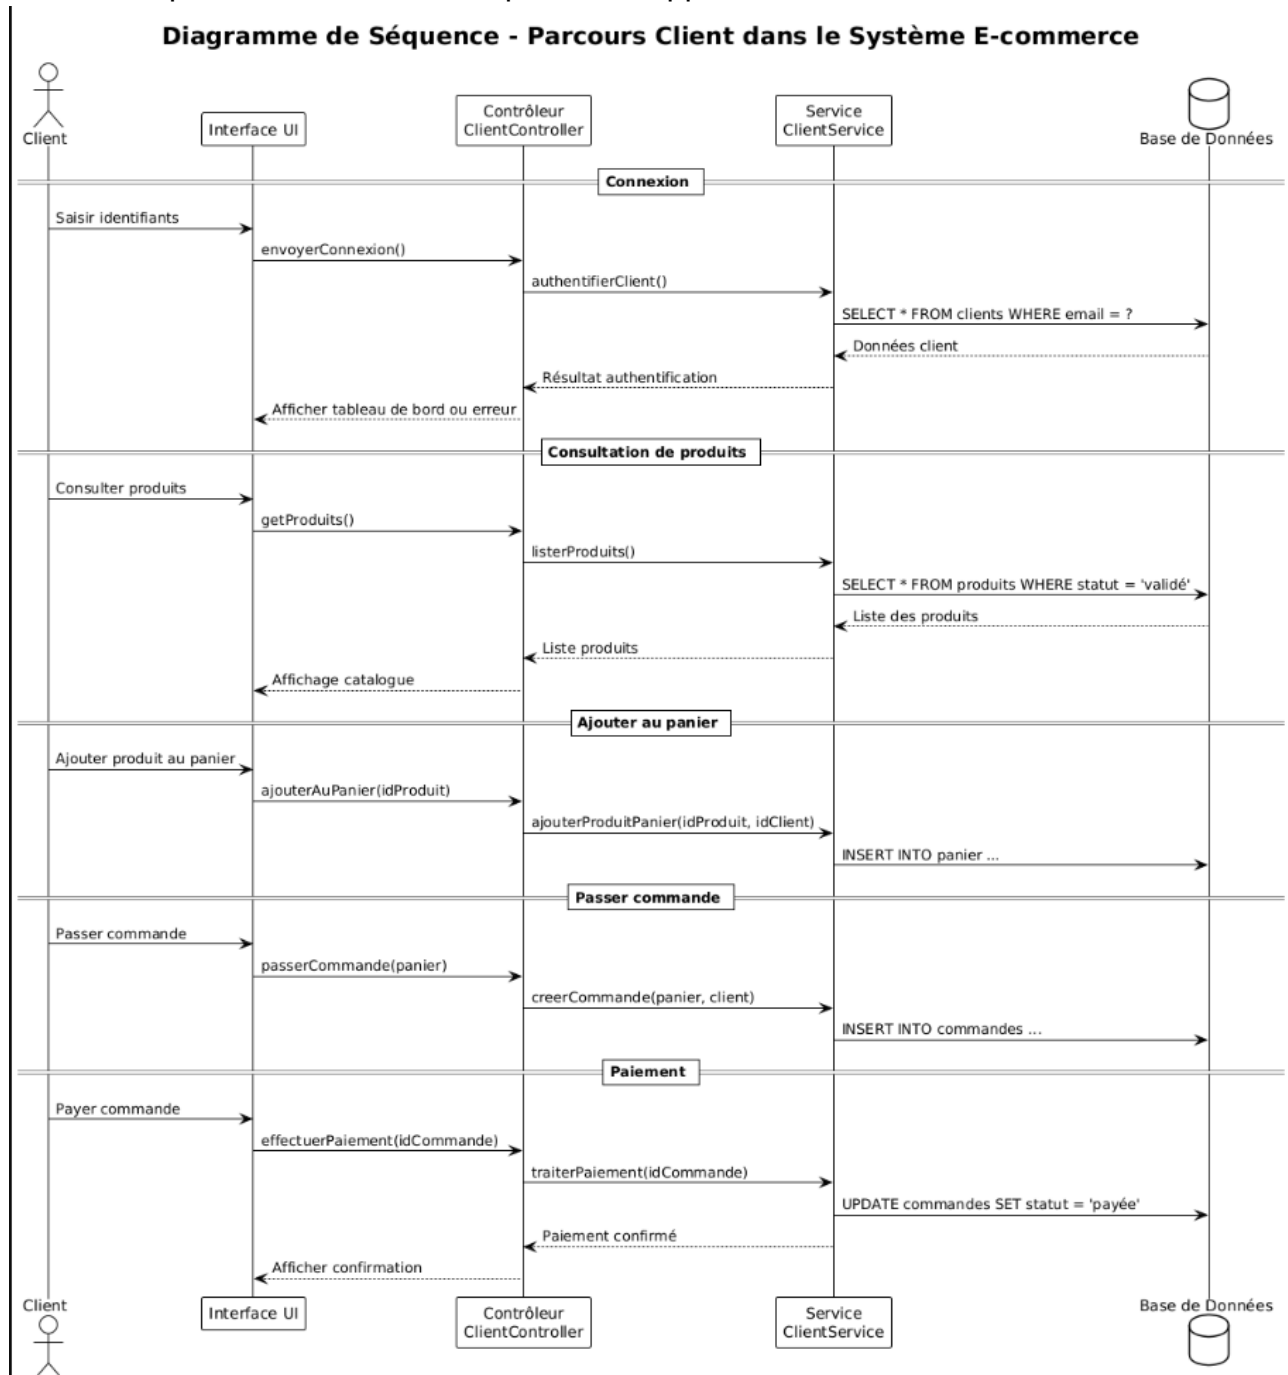 Diagramme de Séquence - Parcours Client dans le Système E-commerce
Client
Interface UI
Contrôleur
ClientController
Service
ClientService
Base de Données
Connexion
Saisir identifiants
envoyerConnexion()
authentifierClient()
SELECT * FROM clients WHERE email = ?
Données client
Résultat authentification
Afficher tableau de bord ou erreur
Consultation de produits
Consulter produits
getProduits()
listerProduits()
SELECT * FROM produits WHERE statut = 'validé'
Liste des produits
Liste produits
Affichage catalogue
Ajouter au panier
Ajouter produit au panier
ajouterAuPanier(idProduit)
ajouterProduitPanier(idProduit, idClient)
INSERT INTO panier ...
Passer commande
Passer commande
passerCommande(panier)
creerCommande(panier, client)
INSERT INTO commandes ...
Paiement
Payer commande
effectuerPaiement(idCommande)
traiterPaiement(idCommande)
UPDATE commandes SET statut = 'payée'
Paiement confirmé
Afficher confirmation
Client
Interface UI
Contrôleur
ClientController
Service
ClientService
Base de Données